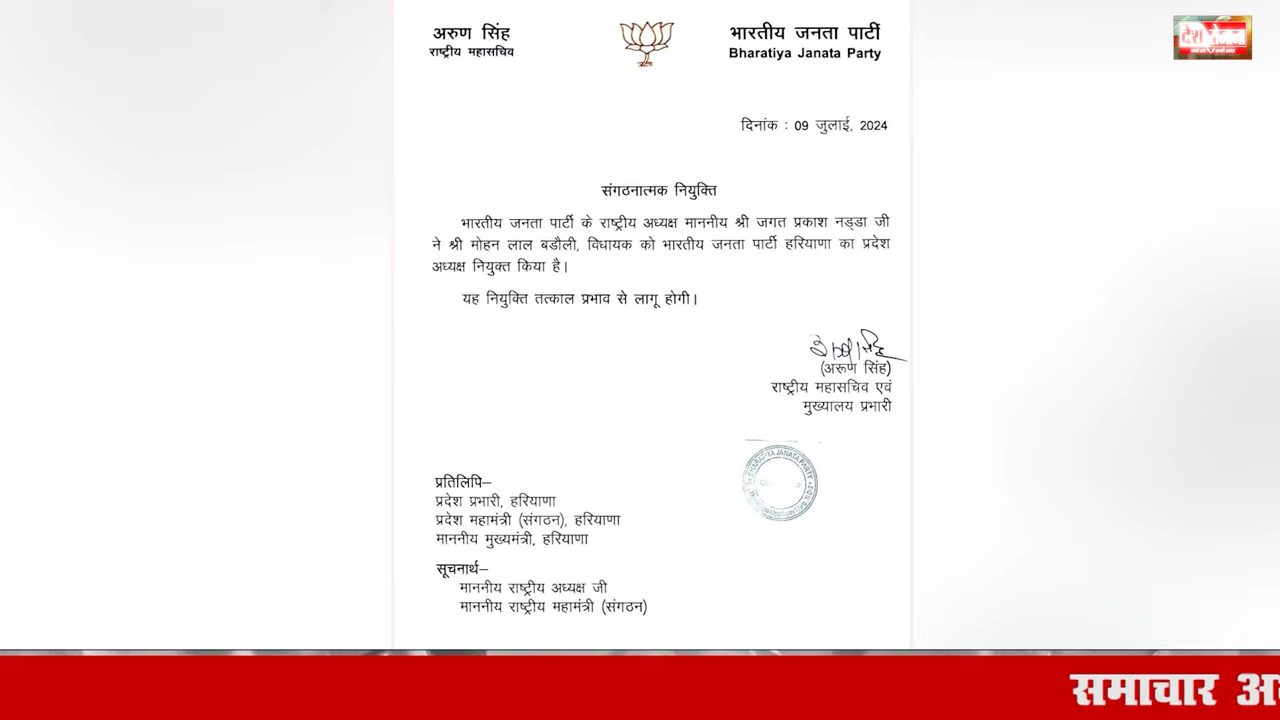 अरुण सिंह
राष्ट्रीय महासचिव
भारतीय जनता पार्टी
Bharatiya Janata Party
देश रोजाना
दिनांक : 09 जुलाई, 2024
संगठनात्मक नियुक्ति
भारतीय जनता पार्टी के राष्ट्रीय अध्यक्ष माननीय श्री जगत प्रकाश नड्डा जी
ने श्री मोहन लाल बडौली, विधायक को भारतीय जनता पार्टी हरियाणा का प्रदेश
अध्यक्ष नियुक्त किया है।
यह नियुक्ति तत्काल प्रभाव से लागू होगी।
(अरूण सिंह)
राष्ट्रीय महासचिव एवं
मुख्यालय प्रभारी
BHARATIYA JANATA PARTY
प्रतिलिपि–
प्रदेश प्रभारी, हरियाणा
प्रदेश महामंत्री (संगठन), हरियाणा
माननीय मुख्यमंत्री, हरियाणा
सूचनार्थ–
माननीय राष्ट्रीय अध्यक्ष जी
माननीय राष्ट्रीय महामंत्री (संगठन)
समाचार